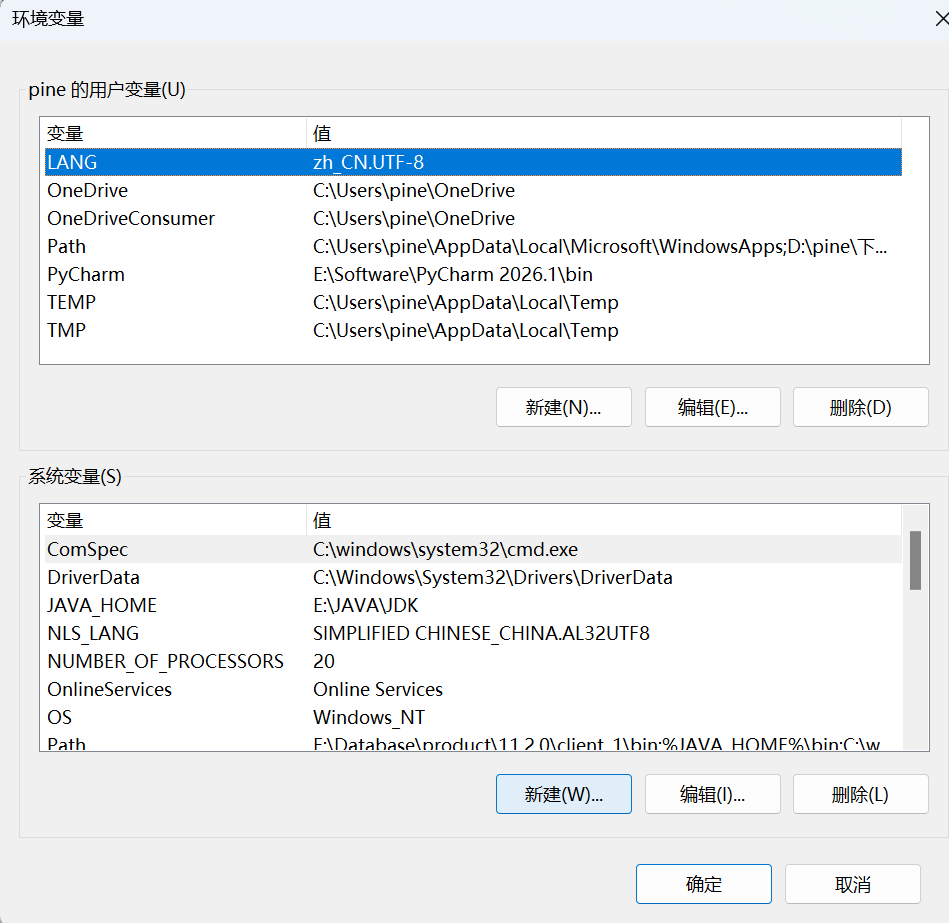 环境变量
pine 的用户变量(U)
变量 值
LANG zh_CN.UTF-8
OneDrive C:\Users\pine\OneDrive
OneDriveConsumer C:\Users\pine\OneDrive
Path C:\Users\pine\AppData\Local\Microsoft\WindowsApps;D:\pine\下...
PyCharm E:\Software\PyCharm 2026.1\bin
TEMP C:\Users\pine\AppData\Local\Temp
TMP C:\Users\pine\AppData\Local\Temp
新建(N)... 编辑(E)... 删除(D)
系统变量(S)
变量 值
ComSpec C:\windows\system32\cmd.exe
DriverData C:\Windows\System32\Drivers\DriverData
JAVA_HOME E:\JAVA\JDK
NLS_LANG SIMPLIFIED CHINESE_CHINA.AL32UTF8
NUMBER_OF_PROCESSORS 20
OnlineServices Online Services
OS Windows_NT
Path E:\Database\product\11.2.0\client_1\bin;%JAVA_HOME%\bin;C:\w...
新建(W)... 编辑(I)... 删除(L)
确定 取消